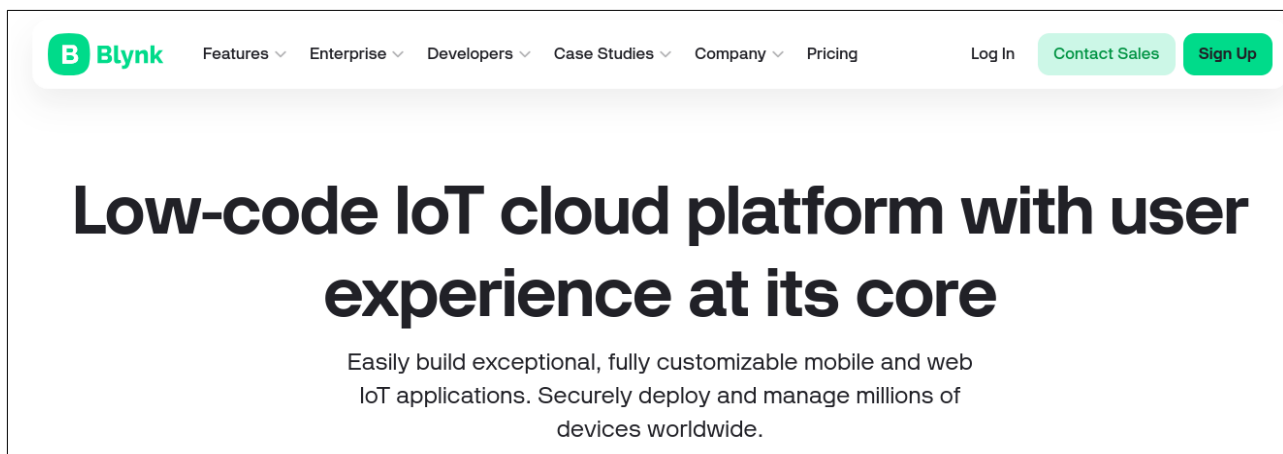 B Blynk Features Enterprise Developers Case Studies Company Pricing Log In Contact Sales Sign Up
Low-code IoT cloud platform with user
experience at its core
Easily build exceptional, fully customizable mobile and web
IoT applications. Securely deploy and manage millions of
devices worldwide.